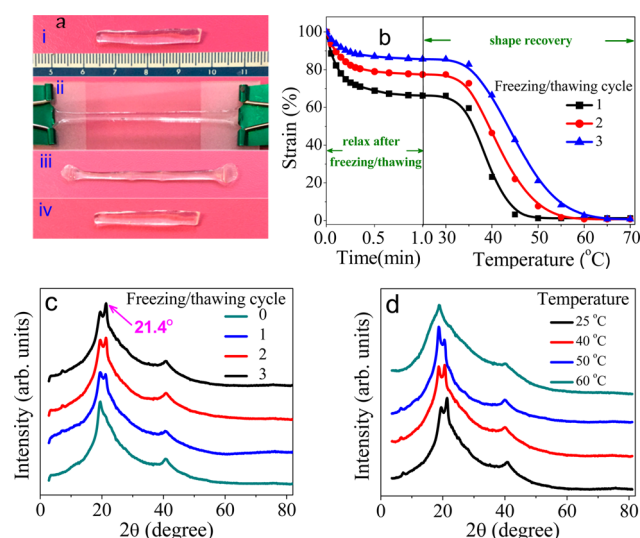 a
i
5 6 7 8 9 10 11
ii
iii
iv
b
100
80
60
40
20
0
Strain (%)
shape recovery
Freezing/thawing cycle
1
2
3
relax after
freezing/thawing
0.0 0.5 1.0 30 40 50 60 70
Time(min) Temperature (°C)
c
Freezing/thawing cycle
0
1
2
3
21.4°
Intensity (arb. units)
0 20 40 60 80
2θ (degree)
d
Temperature
25 °C
40 °C
50 °C
60 °C
Intensity (arb. units)
0 20 40 60 80
2θ (degree)